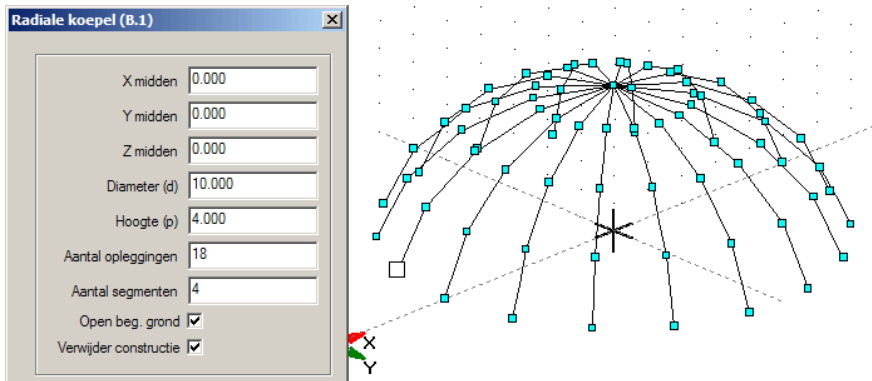 Radiale koepel (B.1)
X midden 0.000
Y midden 0.000
Z midden 0.000
Diameter (d) 10.000
Hoogte (p) 4.000
Aantal opleggingen 18
Aantal segmenten 4
Open beg. grond
Verwijder constructie
X
Y